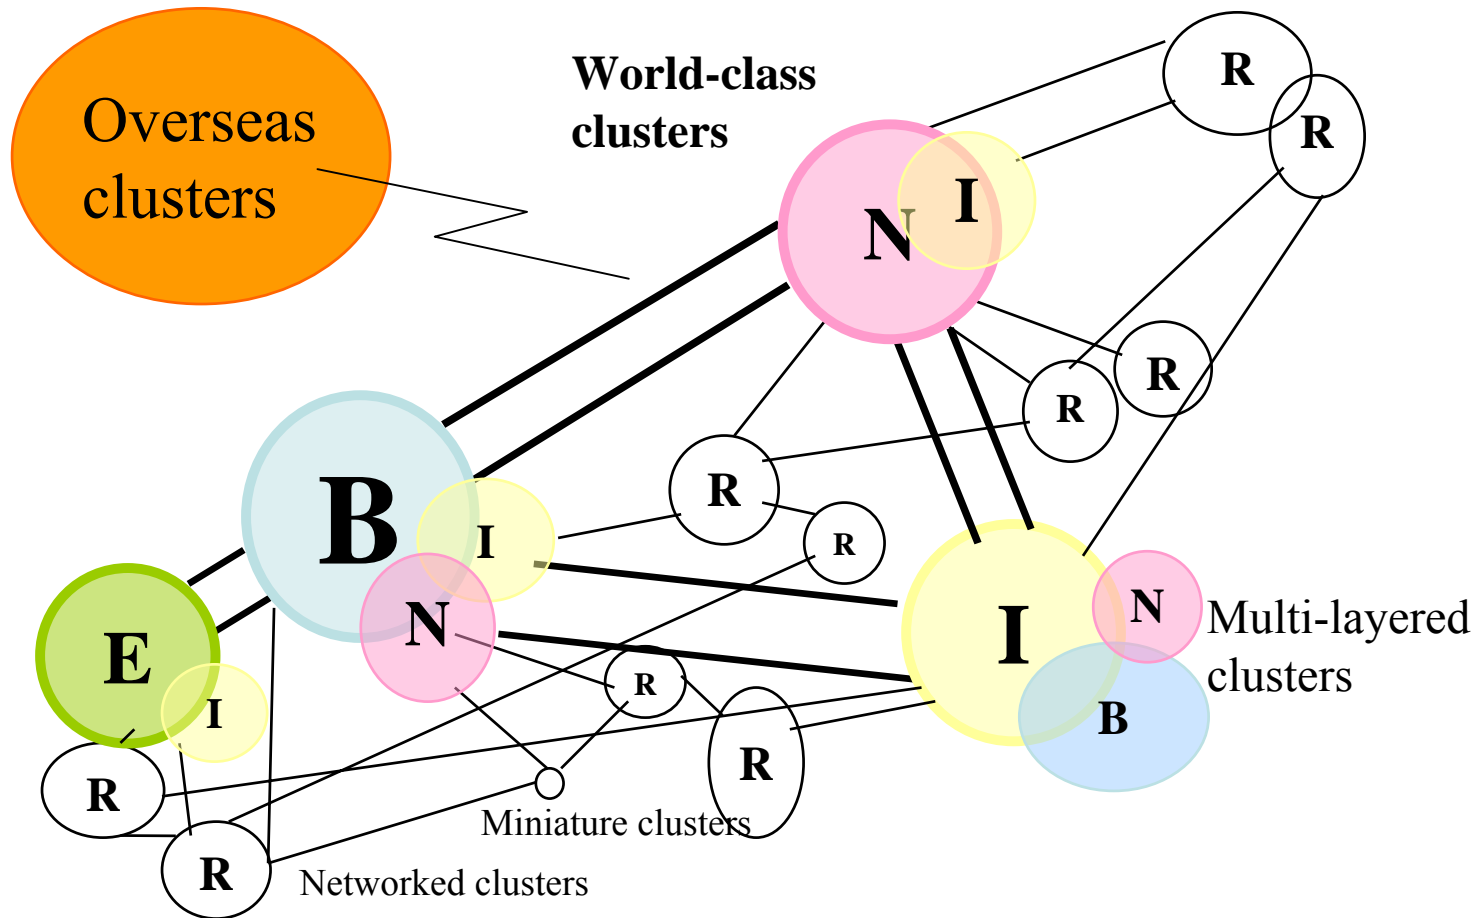 Overseas
clusters
World-class
clusters
R
R
I
N
R
R
R
R
B
I
N
E
I
I
N
B
Multi-layered
clusters
R
R
R
R
Miniature clusters
Networked clusters